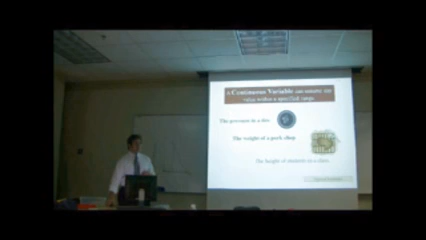 A Continuous Variable can assume any
value within a specified range.
The pressure in a tire
The weight of a pork chop
The height of students in a class.